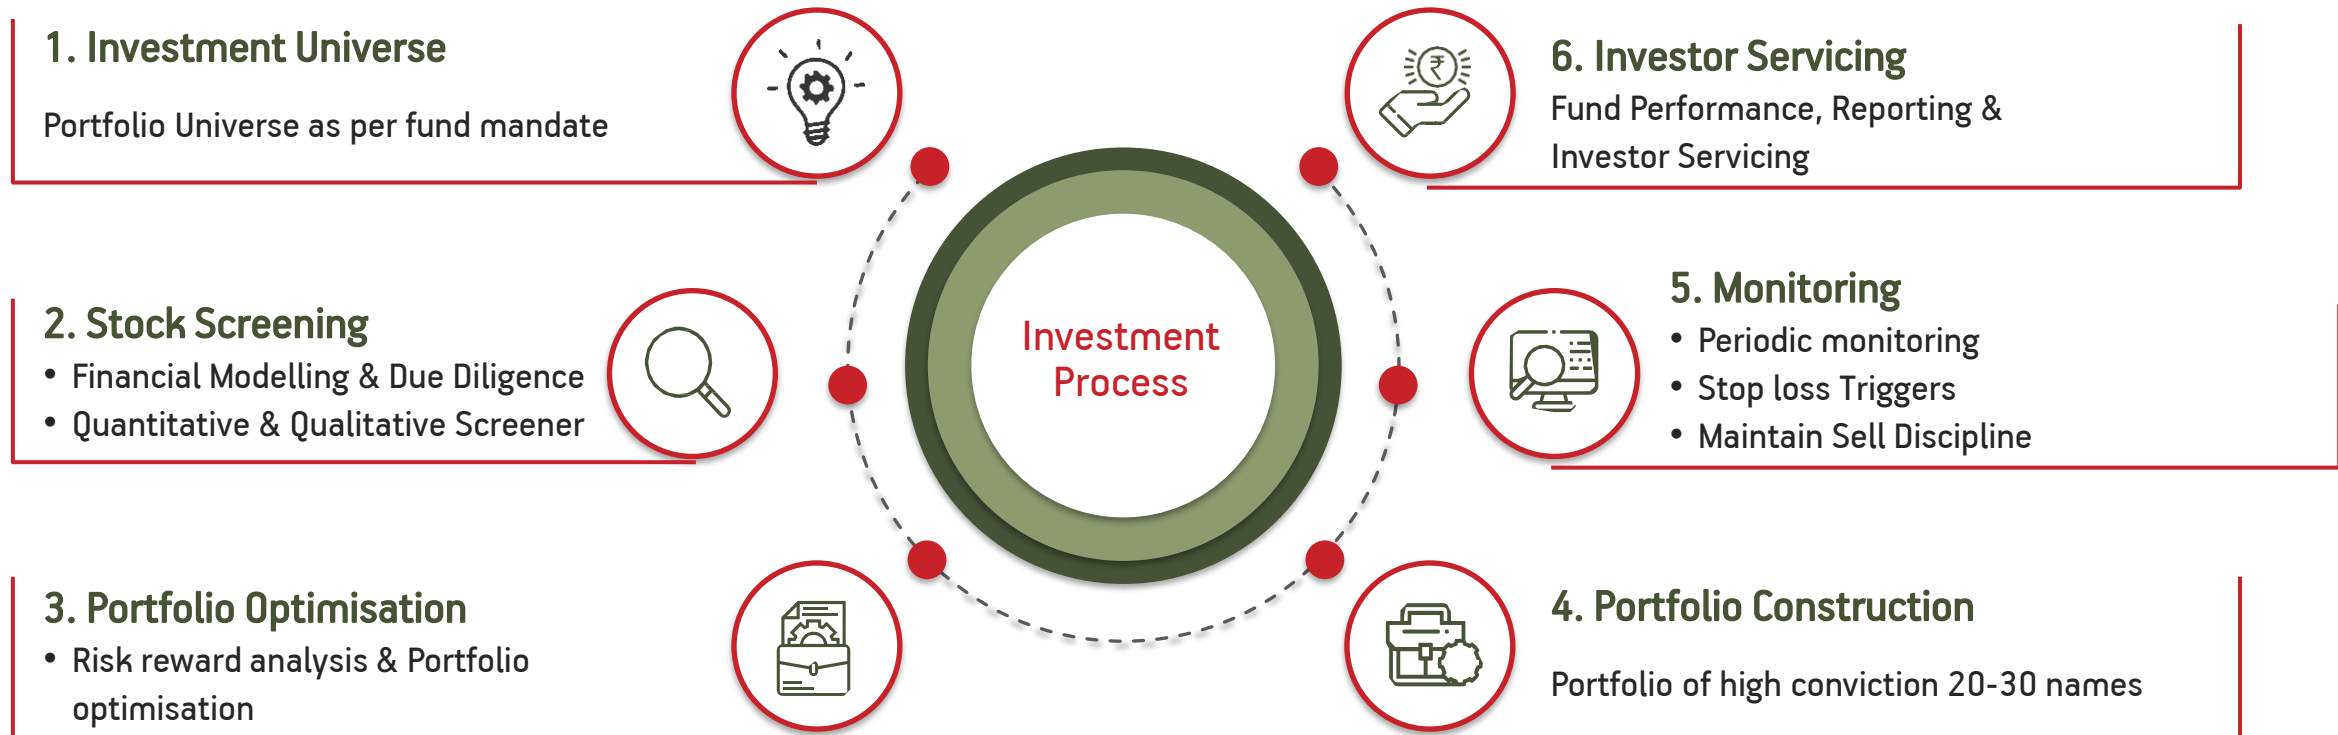 1. Investment Universe
Portfolio Universe as per fund mandate
2. Stock Screening
• Financial Modelling & Due Diligence
• Quantitative & Qualitative Screener
3. Portfolio Optimisation
• Risk reward analysis & Portfolio
optimisation
Investment
Process
4. Portfolio Construction
Portfolio of high conviction 20-30 names
5. Monitoring
• Periodic monitoring
• Stop loss Triggers
• Maintain Sell Discipline
6. Investor Servicing
Fund Performance, Reporting &
Investor Servicing
₹